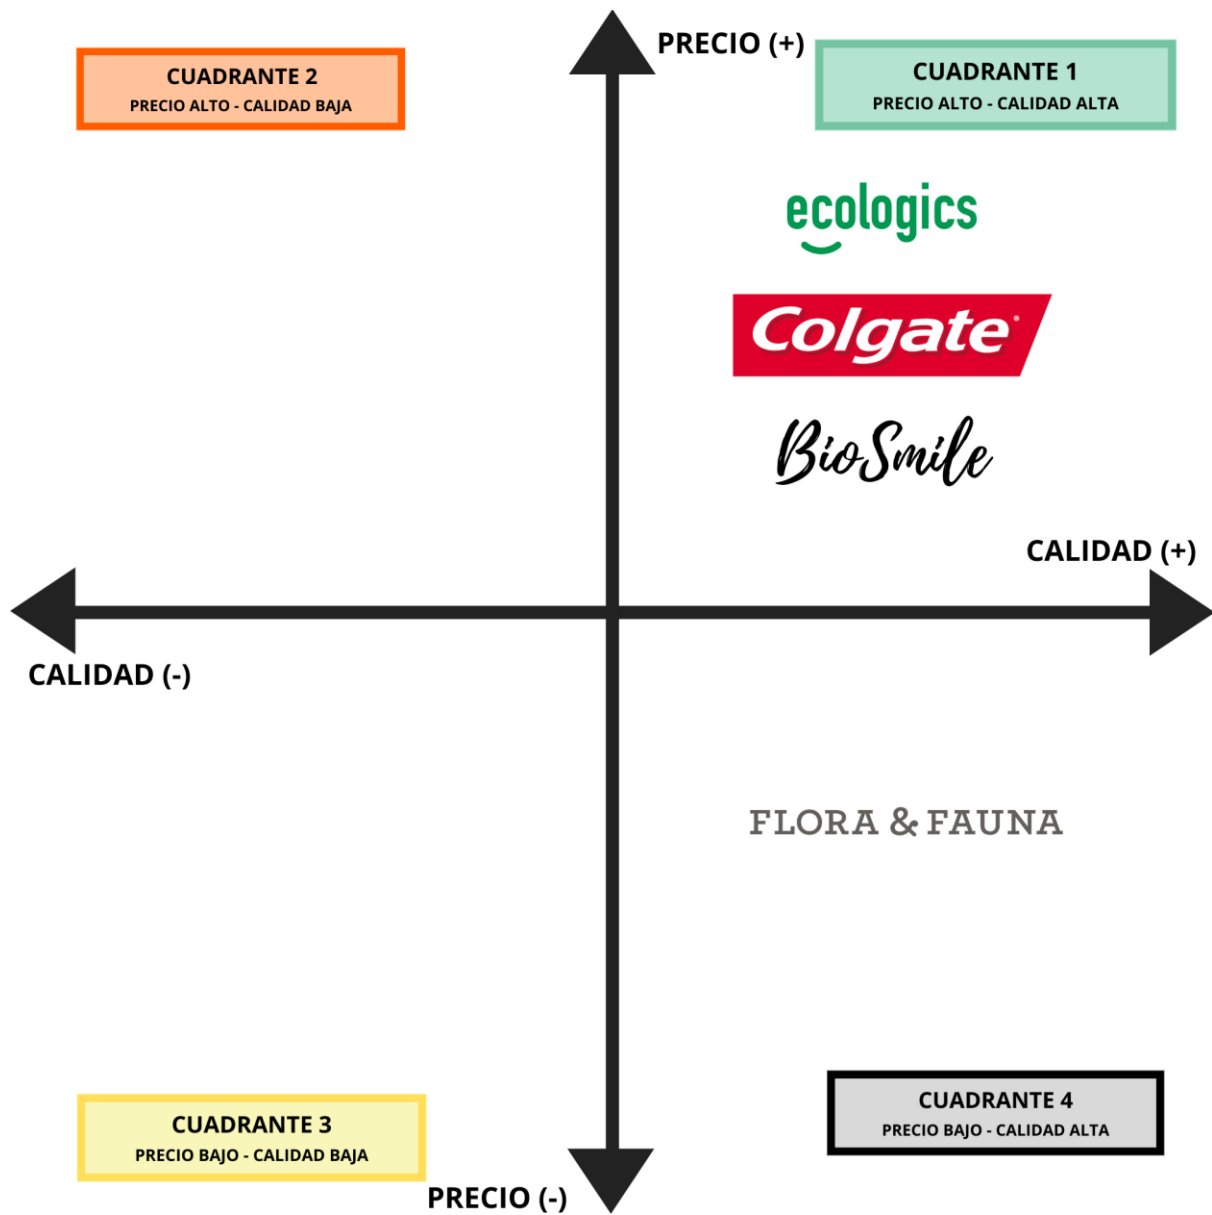 PRECIO (+)
CUADRANTE 2
PRECIO ALTO - CALIDAD BAJA
CUADRANTE 1
PRECIO ALTO - CALIDAD ALTA
ecologics
Colgate®
BioSmile
CALIDAD (+)
CALIDAD (-)
FLORA & FAUNA
CUADRANTE 3
PRECIO BAJO - CALIDAD BAJA
CUADRANTE 4
PRECIO BAJO - CALIDAD ALTA
PRECIO (-)